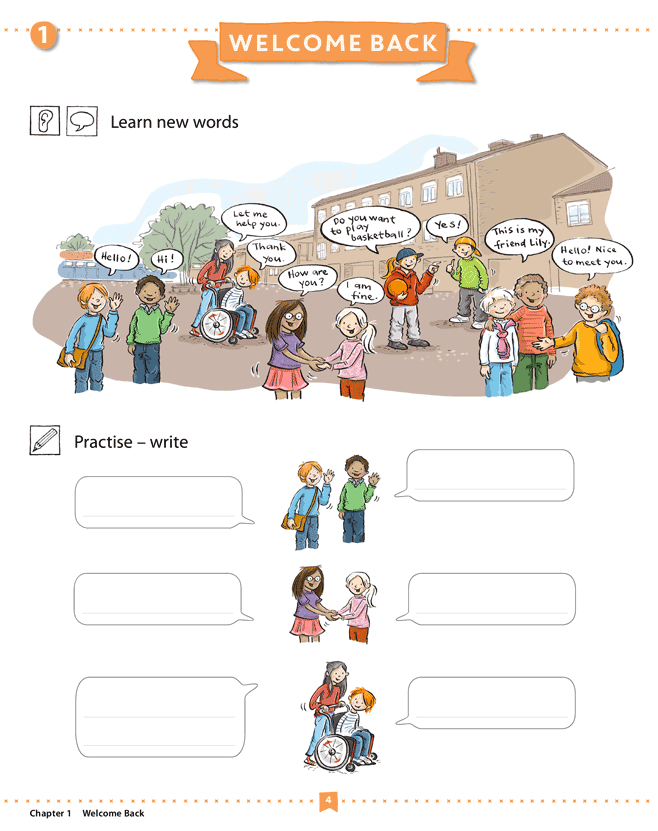 1
WELCOME BACK
Learn new words
Hello!
Hi!
Let me
help you.
Thank
you.
How are
you?
I am
fine.
Do you want
to play
basketball?
Yes!
This is my
friend Lily.
Hello! Nice
to meet you.
Practise – write
4
Chapter 1 Welcome Back